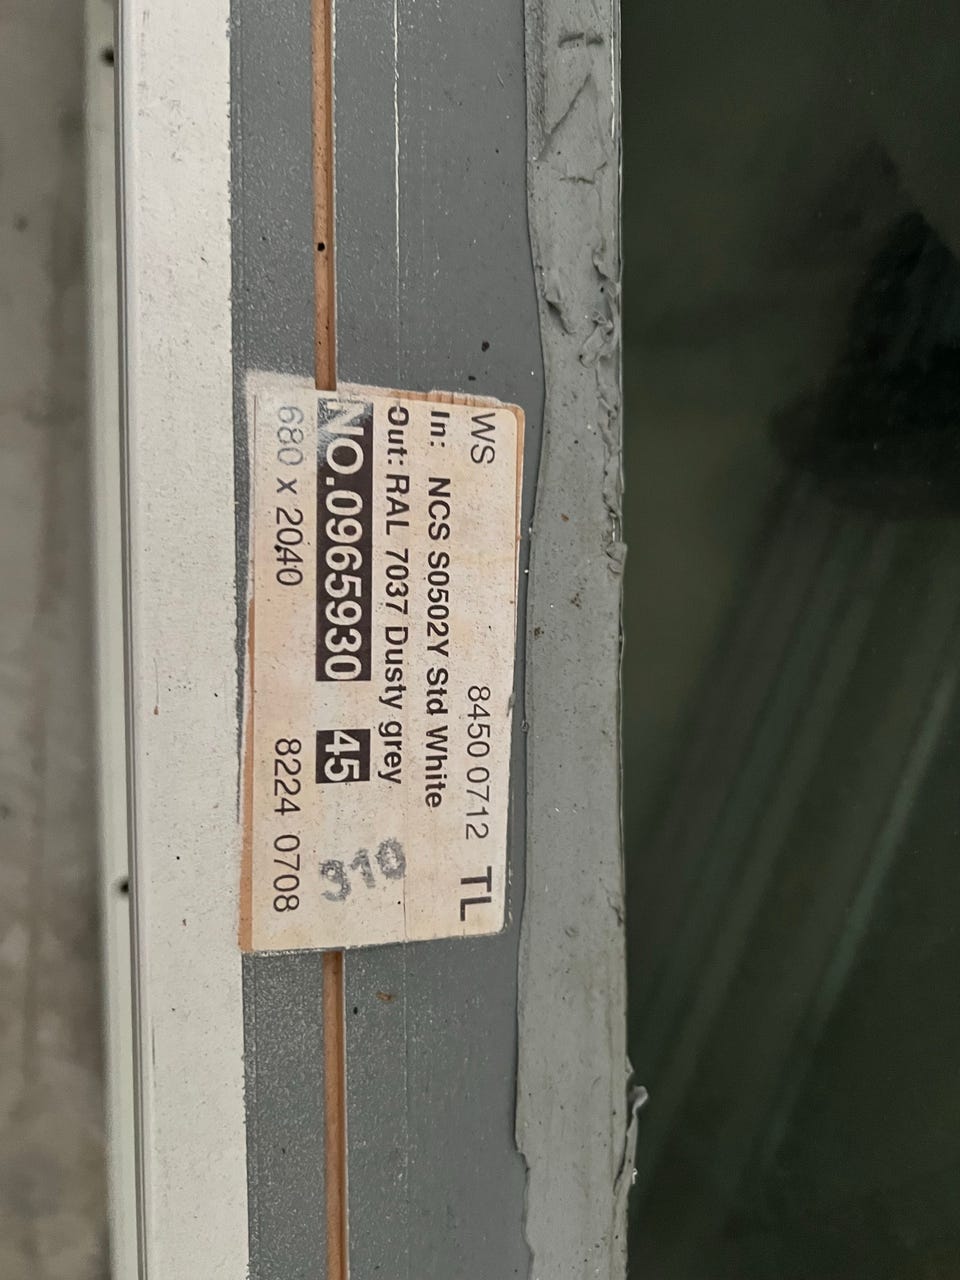 WS 8450 0712 TL
In: NCS S0502Y Std White
Out: RAL 7037 Dusty grey
NO.0965930 45
680 x 2040 8224 0708